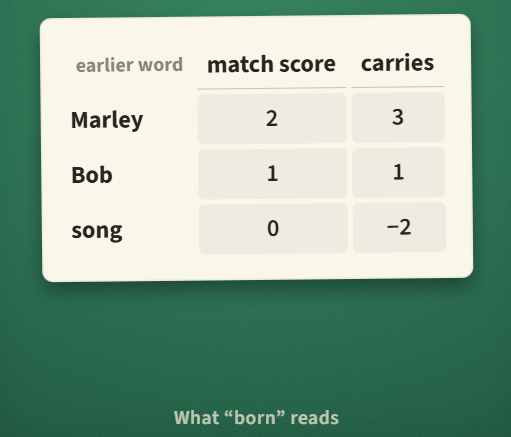 earlier word match score carries
Marley 2 3
Bob 1 1
song 0 −2
What “born” reads